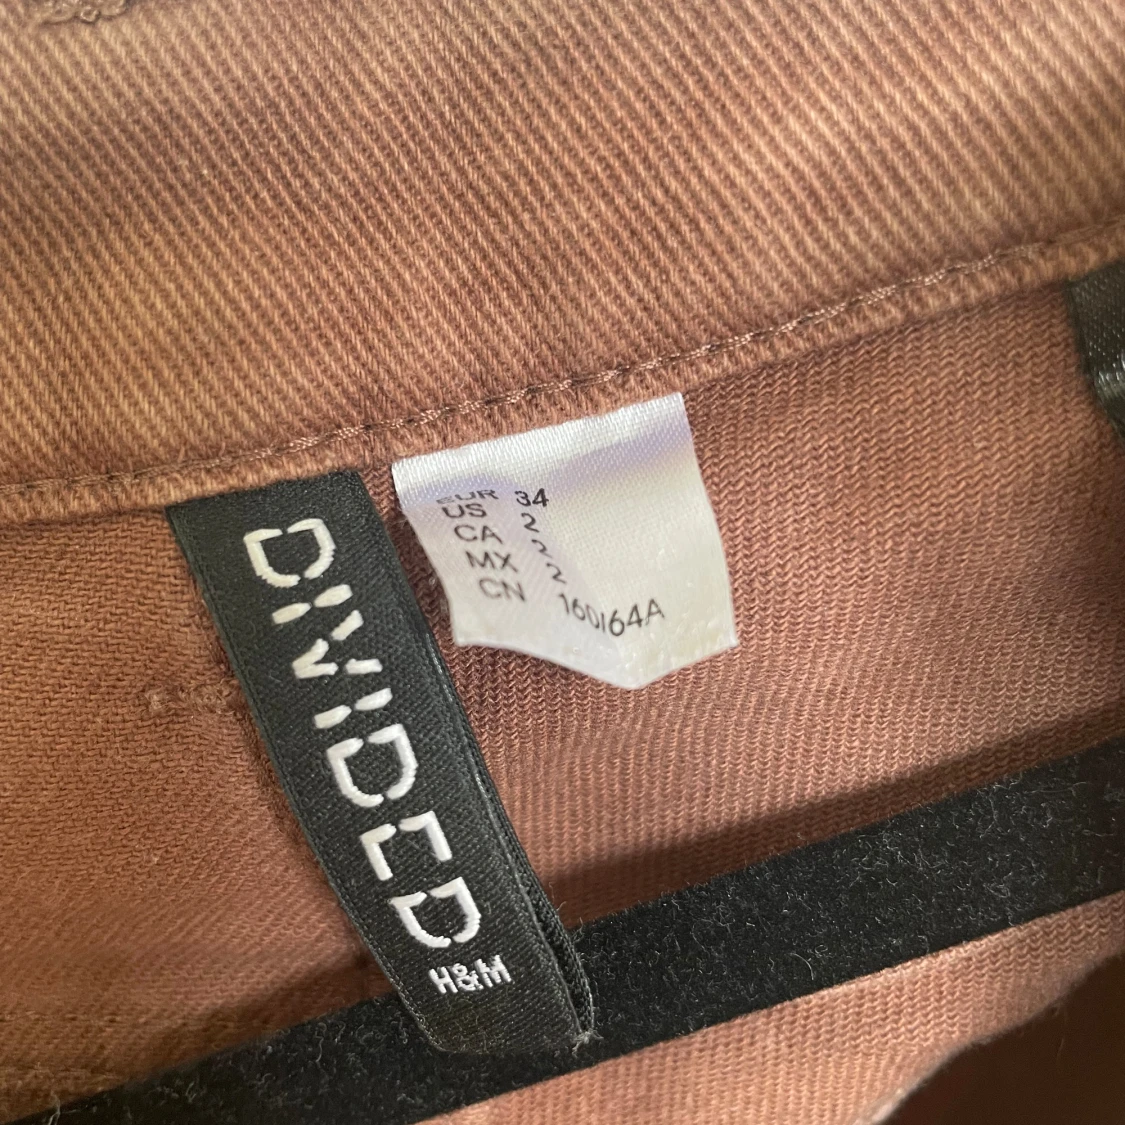 DIVIDED
H&M
EUR 34
US 2
CA 2
MX 2
CN 160/64A